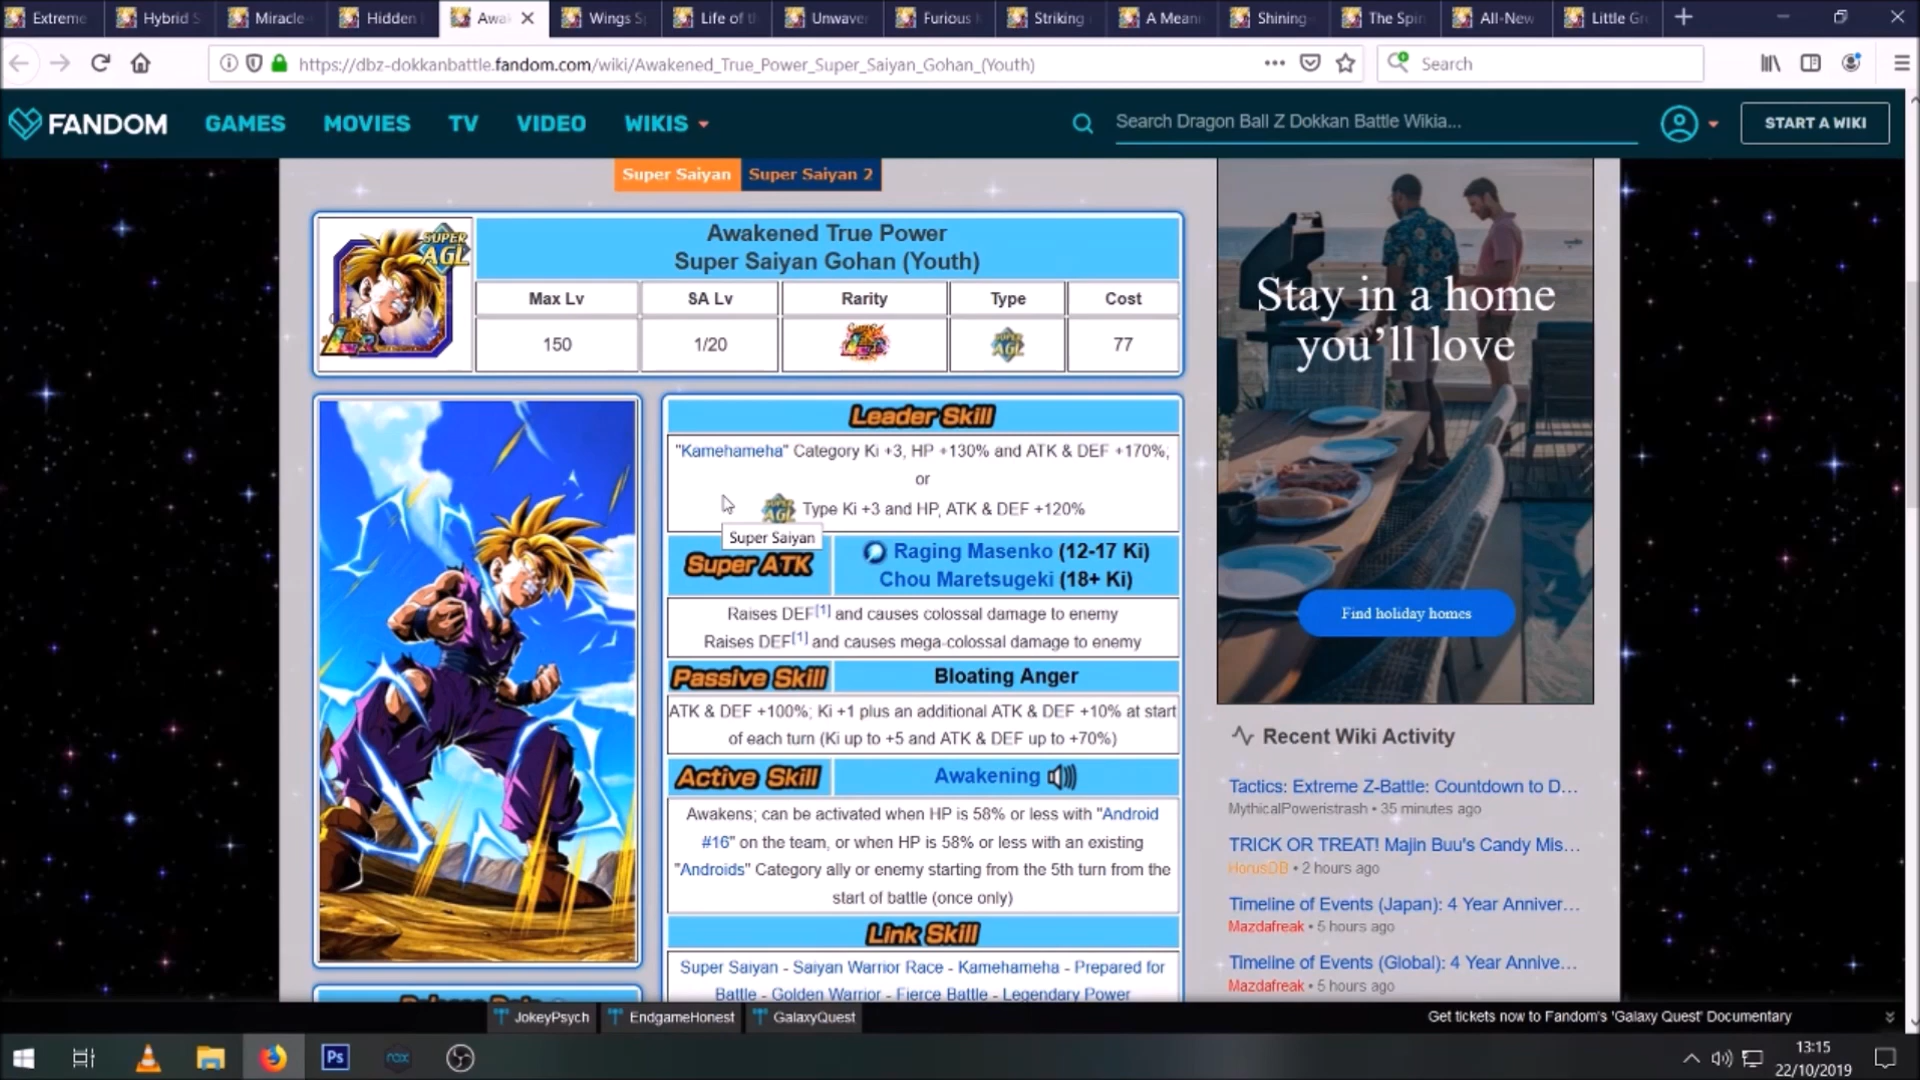 Extreme
Hybrid S
Miracle
Hidden
Awa
Wings S
Life of t
Unwave
Furious
Striking
A Meani
Shining
The Spir
All-New
Little Gr
https://dbz-dokkanbattle.fandom.com/wiki/Awakened_True_Power_Super_Saiyan_Gohan_(Youth)
Search
FANDOM
GAMES
MOVIES
TV
VIDEO
WIKIS
Search Dragon Ball Z Dokkan Battle Wikia...
START A WIKI
Super Saiyan
Super Saiyan 2
SUPER AGL
Awakened True Power
Super Saiyan Gohan (Youth)
Max Lv
SA Lv
Rarity
Type
Cost
150
1/20
77
Leader Skill
"Kamehameha" Category Ki +3, HP +130% and ATK & DEF +170%;
or
SUPER AGL Type Ki +3 and HP, ATK & DEF +120%
Super Saiyan
Super ATK
Raging Masenko (12-17 Ki)
Chou Maretsugeki (18+ Ki)
Raises DEF[1] and causes colossal damage to enemy
Raises DEF[1] and causes mega-colossal damage to enemy
Passive Skill
Bloating Anger
ATK & DEF +100%; Ki +1 plus an additional ATK & DEF +10% at start
of each turn (Ki up to +5 and ATK & DEF up to +70%)
Active Skill
Awakening
Awakens; can be activated when HP is 58% or less with "Android
#16" on the team, or when HP is 58% or less with an existing
"Androids" Category ally or enemy starting from the 5th turn from the
start of battle (once only)
Link Skill
Super Saiyan - Saiyan Warrior Race - Kamehameha - Prepared for
Battle - Golden Warrior - Fierce Battle - Legendary Power
Stay in a home
you'll love
Find holiday homes
Recent Wiki Activity
Tactics: Extreme Z-Battle: Countdown to D...
MythicalPoweristrash • 35 minutes ago
TRICK OR TREAT! Majin Buu's Candy Mis...
HorusDB • 2 hours ago
Timeline of Events (Japan): 4 Year Anniver...
Mazdafreak • 5 hours ago
Timeline of Events (Global): 4 Year Annive...
Mazdafreak • 5 hours ago
JokeyPsych
EndgameHonest
GalaxyQuest
Get tickets now to Fandom's 'Galaxy Quest' Documentary
Ps
nox
13:15
22/10/2019